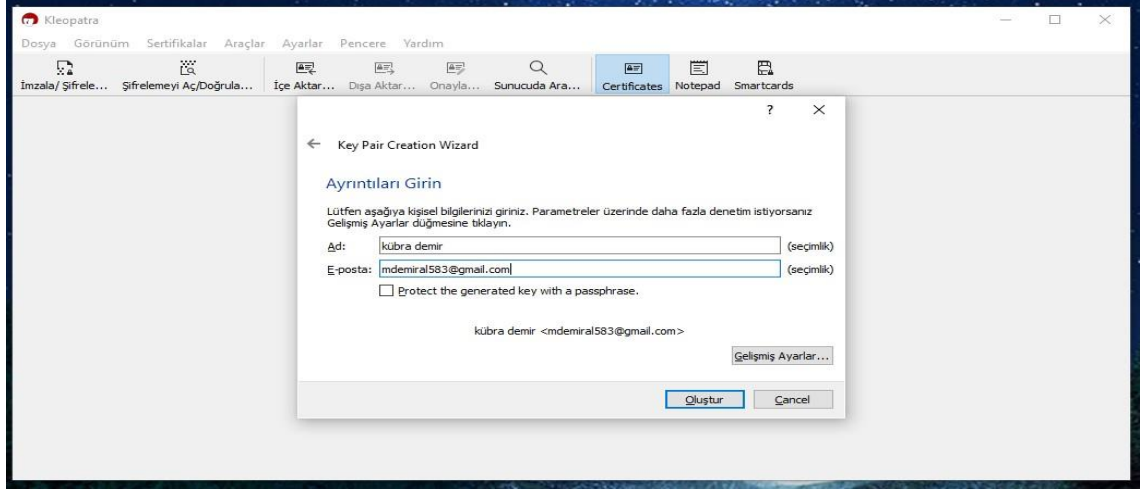 Kleopatra
Dosya Görünüm Sertifikalar Araçlar Ayarlar Pencere Yardım
İmzala/ Şifrele... Şifrelemeyi Aç/Doğrula... İçe Aktar... Dışa Aktar... Onayla... Sunucuda Ara... Certificates Notepad Smartcards
?
Key Pair Creation Wizard
Ayrıntıları Girin
Lütfen aşağıya kişisel bilgilerinizi giriniz. Parametreler üzerinde daha fazla denetim istiyorsanız
Gelişmiş Ayarlar düğmesine tıklayın.
Ad: kübra demir (seçimlik)
E-posta: mdemiral583@gmail.com (seçimlik)
Protect the generated key with a passphrase.
kübra demir <mdemiral583@gmail.com>
Gelişmiş Ayarlar...
Oluştur Cancel